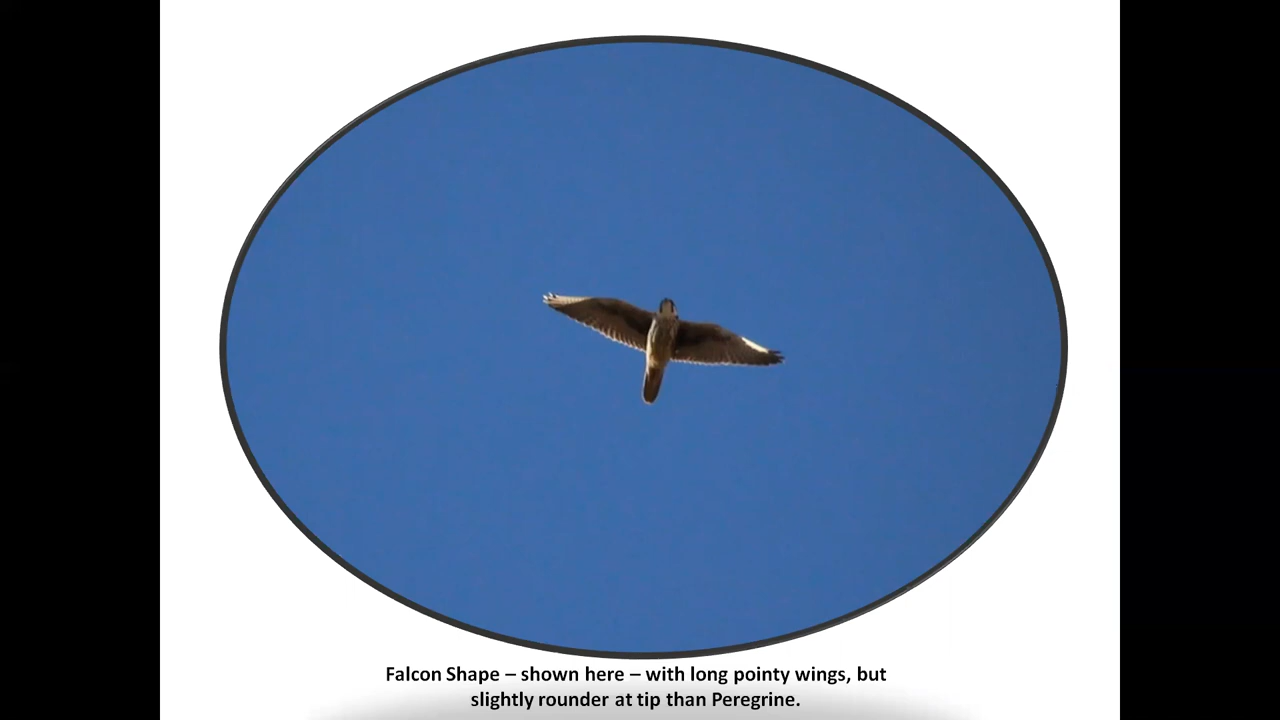 Falcon Shape – shown here – with long pointy wings, but
slightly rounder at tip than Peregrine.